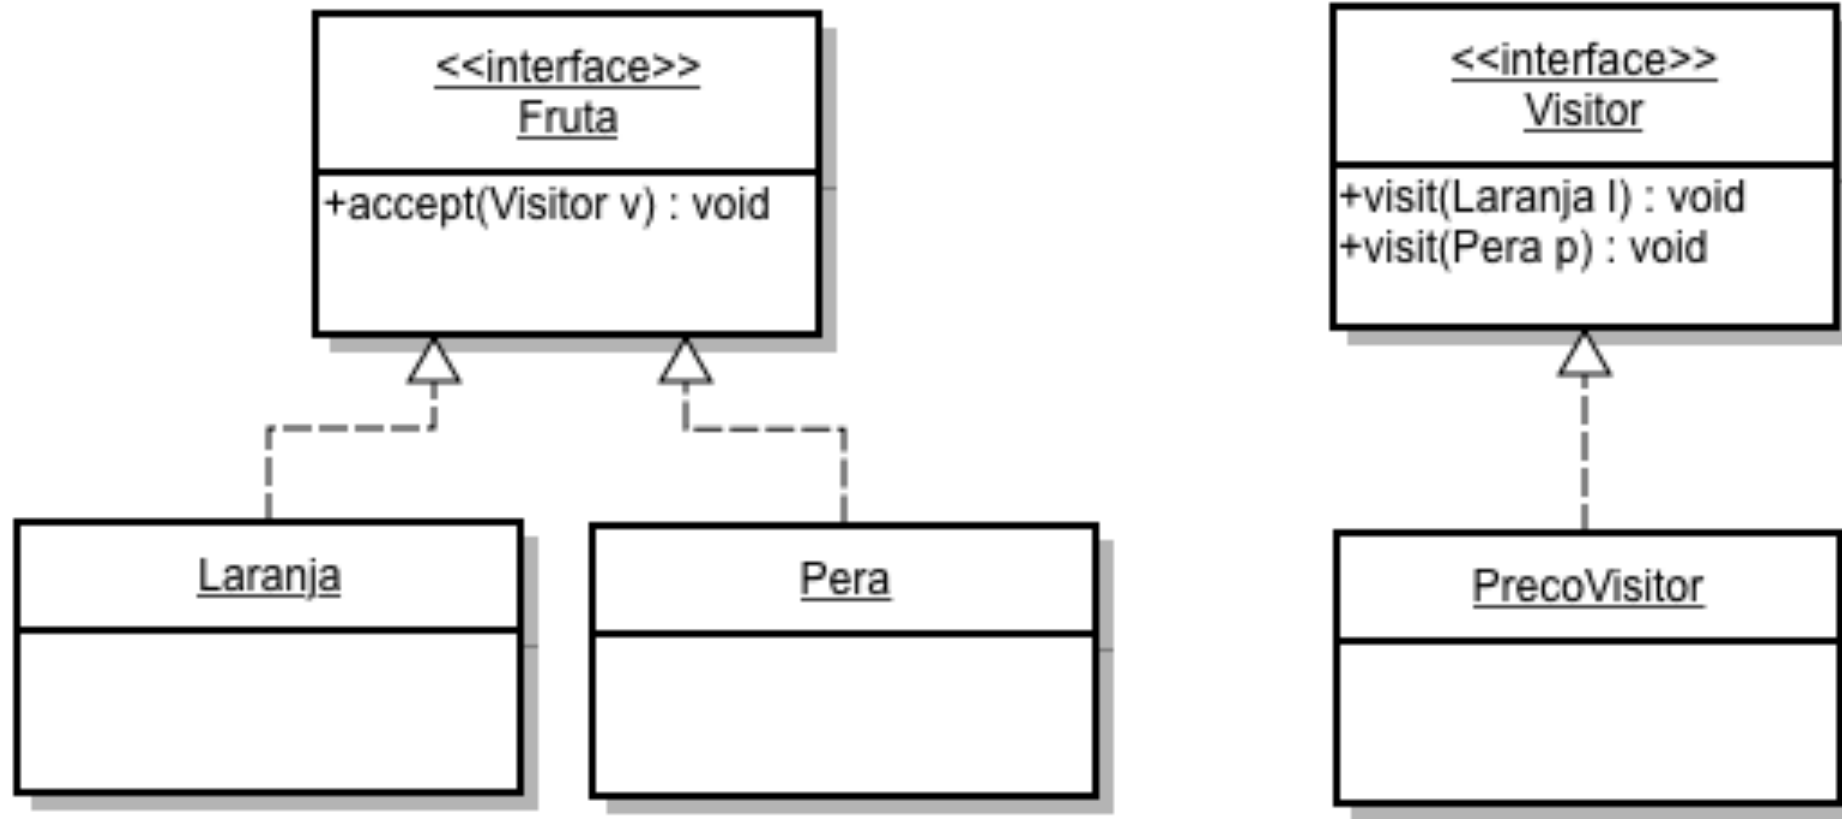 <<interface>>
Fruta
+accept(Visitor v) : void
<<interface>>
Visitor
+visit(Laranja l) : void
+visit(Pera p) : void
Laranja
Pera
PrecoVisitor